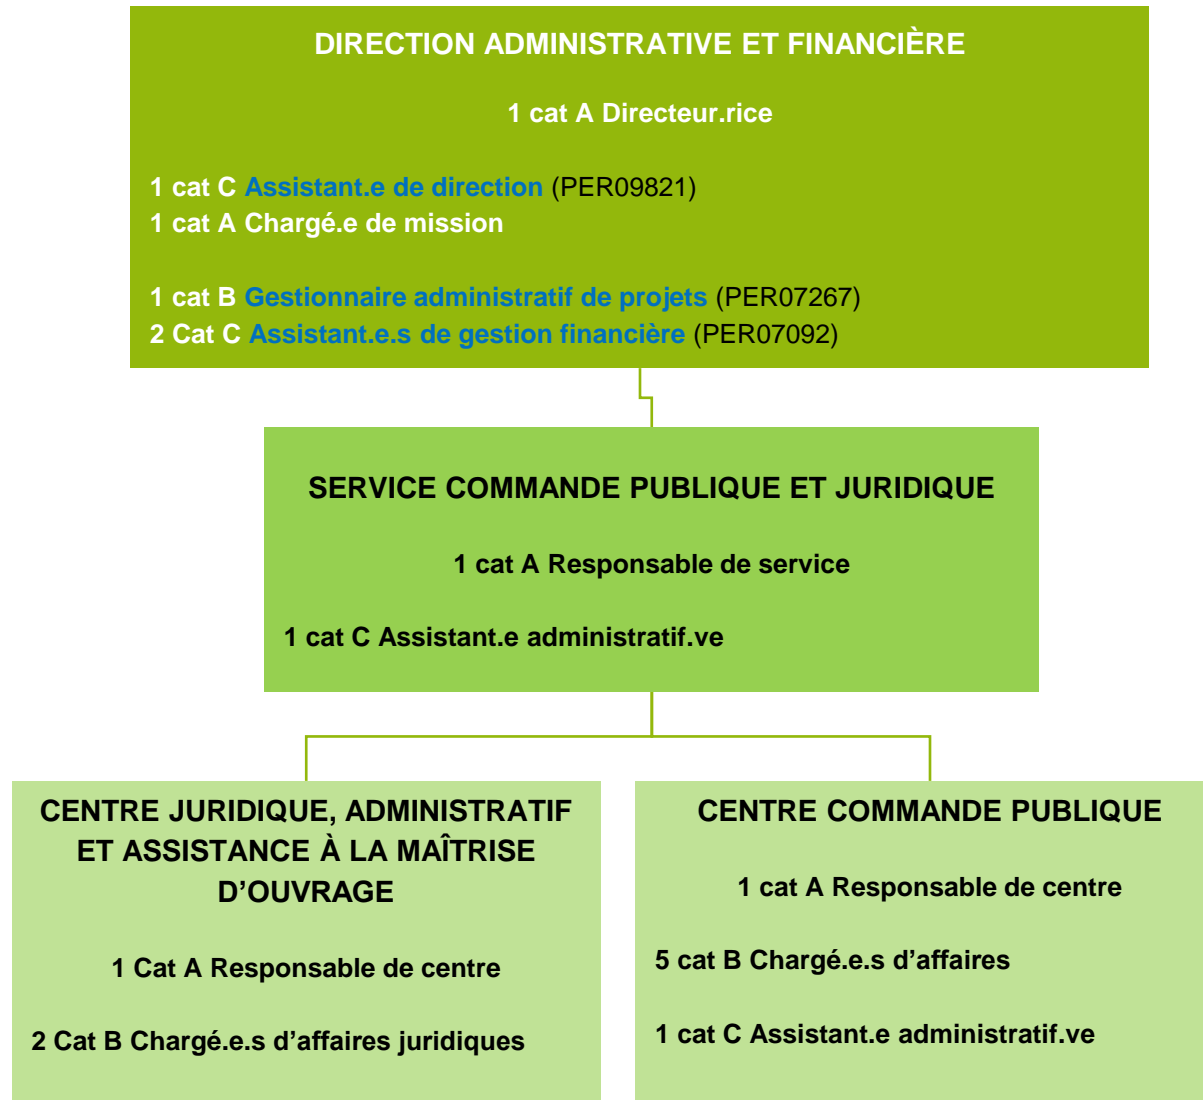 DIRECTION ADMINISTRATIVE ET FINANCIÈRE
1 cat A Directeur.rice
1 cat C Assistant.e de direction (PER09821)
1 cat A Chargé.e de mission
1 cat B Gestionnaire administratif de projets (PER07267)
2 Cat C Assistant.e.s de gestion financière (PER07092)
SERVICE COMMANDE PUBLIQUE ET JURIDIQUE
1 cat A Responsable de service
1 cat C Assistant.e administratif.ve
CENTRE JURIDIQUE, ADMINISTRATIF
ET ASSISTANCE À LA MAÎTRISE
D’OUVRAGE
1 Cat A Responsable de centre
2 Cat B Chargé.e.s d’affaires juridiques
CENTRE COMMANDE PUBLIQUE
1 cat A Responsable de centre
5 cat B Chargé.e.s d’affaires
1 cat C Assistant.e administratif.ve